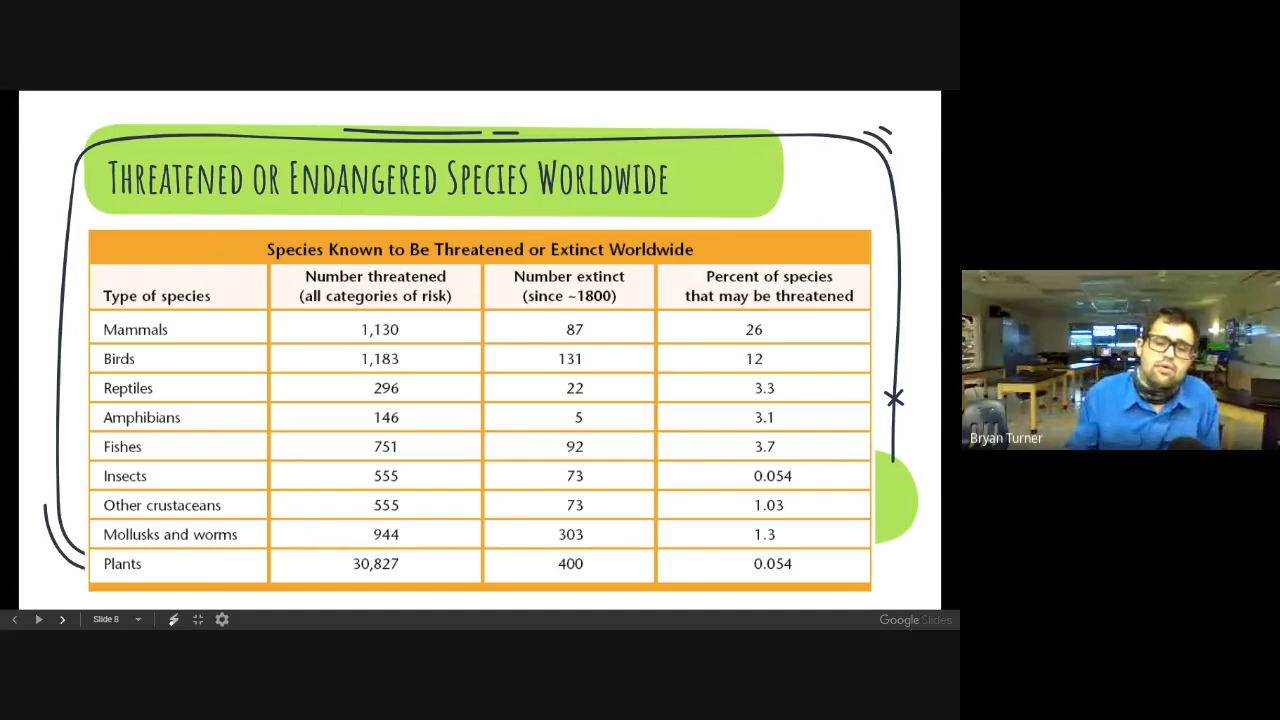 THREATENED OR ENDANGERED SPECIES WORLDWIDE
Species Known to Be Threatened or Extinct Worldwide
Type of species Number threatened (all categories of risk) Number extinct (since ~1800) Percent of species that may be threatened
Mammals 1,130 87 26
Birds 1,183 131 12
Reptiles 296 22 3.3
Amphibians 146 5 3.1
Fishes 751 92 3.7
Insects 555 73 0.054
Other crustaceans 555 73 1.03
Mollusks and worms 944 303 1.3
Plants 30,827 400 0.054
Bryan Turner
Slide 8
Google Slides